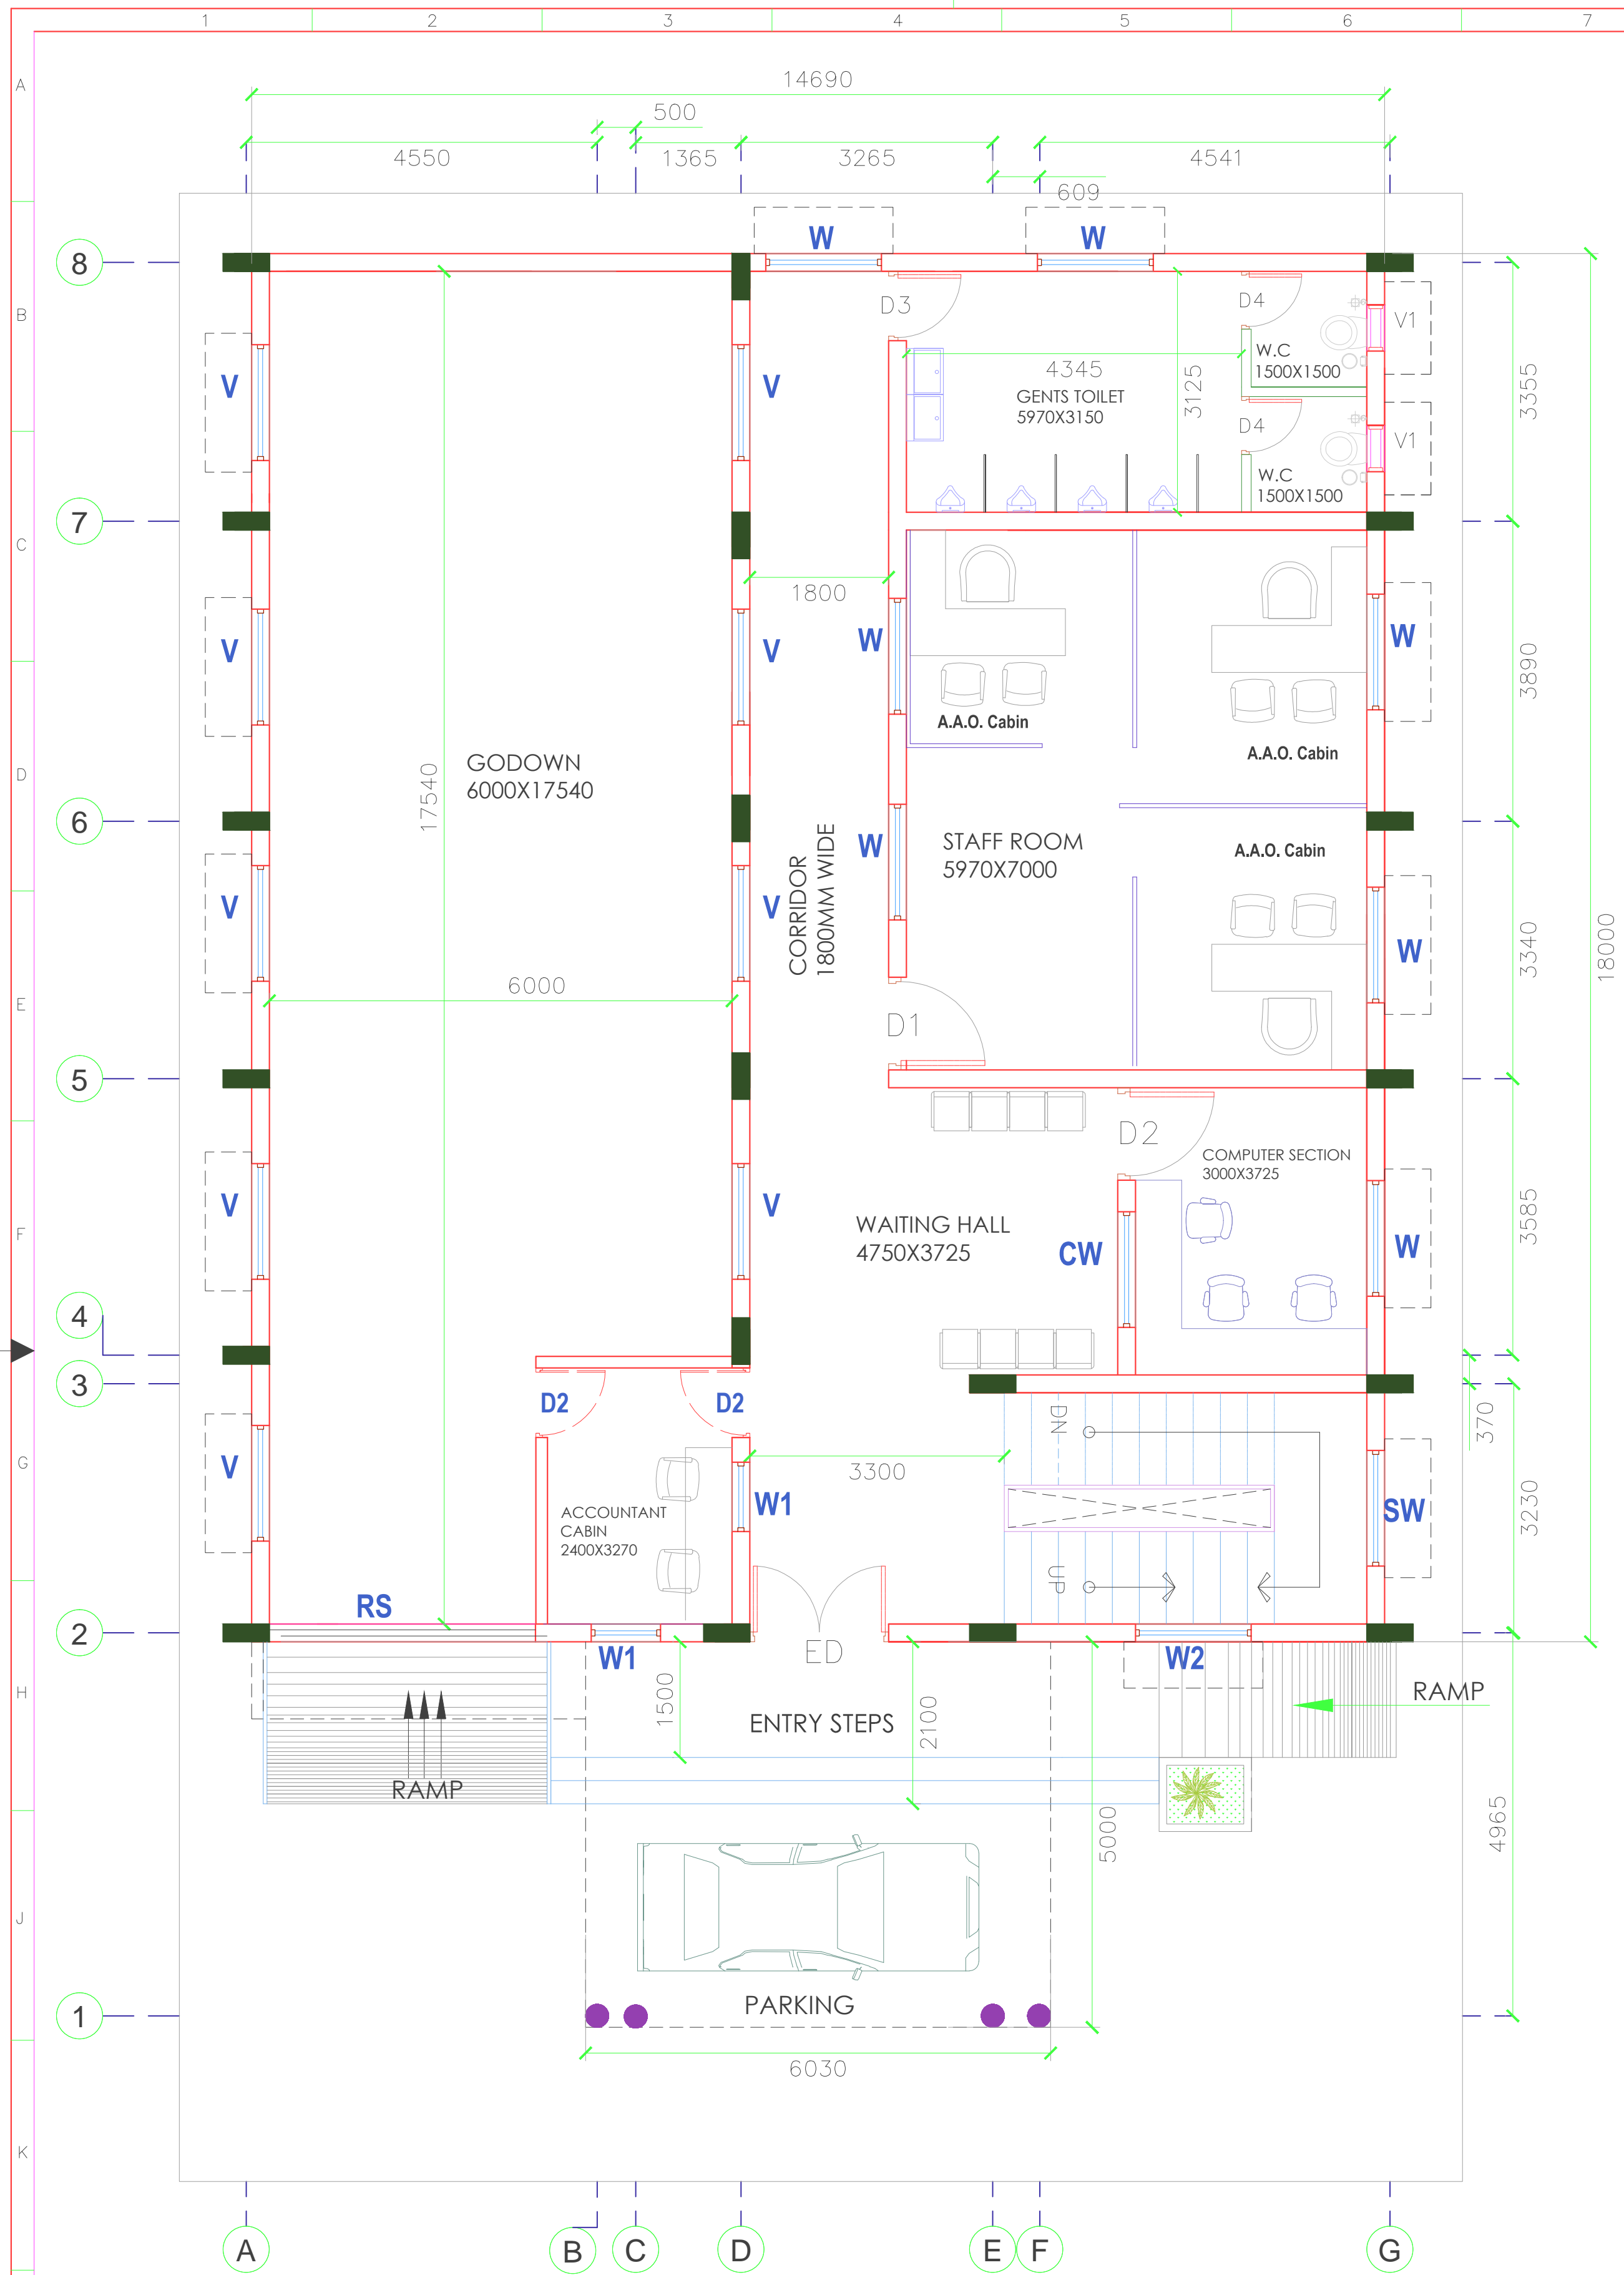 1 2 3 4 5 6 7
A
14690
500
4550 1365 3265 4541
609
8
W W
B
D3 D4 V1
W.C
1500X1500
4345
GENTS TOILET
5970X3150
3125
3355
V V
D4 V1
W.C
1500X1500
7
C
1800
V V W W
3890
A.A.O. Cabin
A.A.O. Cabin
D
GODOWN
6000X17540
17540
6
W
STAFF ROOM
5970X7000
A.A.O. Cabin
CORRIDOR
1800MM WIDE
V V
W
3340
18000
6000
E
D1
5
D2
COMPUTER SECTION
3000X3725
F
V V
WAITING HALL
4750X3725
CW W
3585
4
3
D2 D2
370
DN
G
V
3300
W1
SW
ACCOUNTANT
CABIN
2400X3270
3230
UP
RS
2
W1 ED W2
H
1500
2100
RAMP
ENTRY STEPS
RAMP
5000
4965
J
PARKING
1
6030
K
A B C D E F G